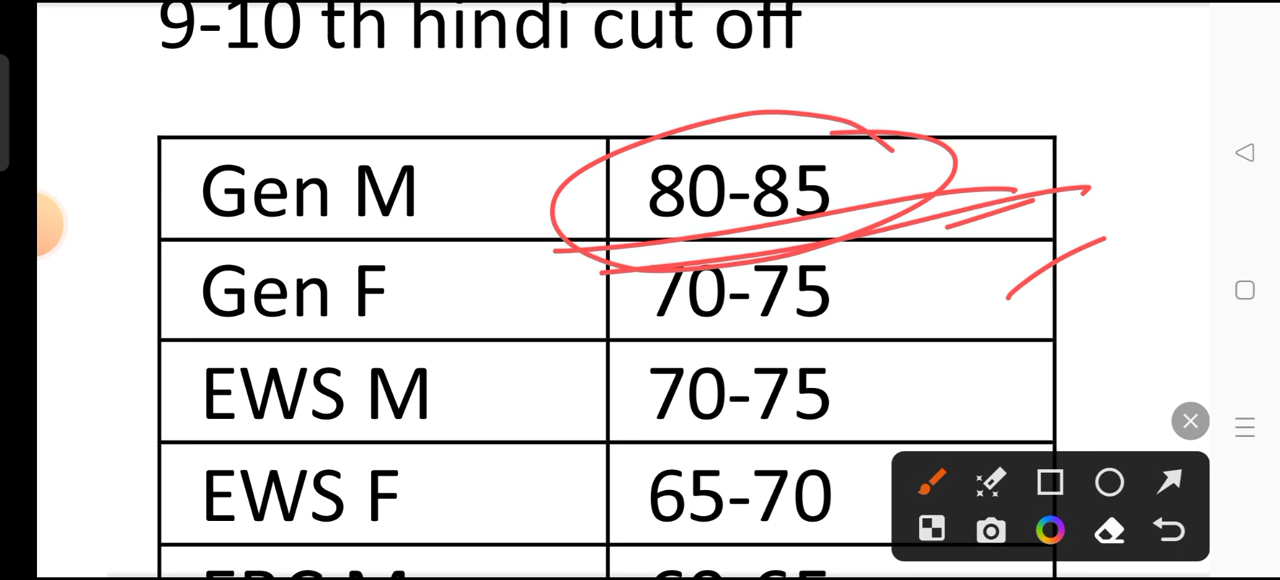 9-10 th hindi cut off
Gen M 80-85
Gen F 70-75
EWS M 70-75
EWS F 65-70